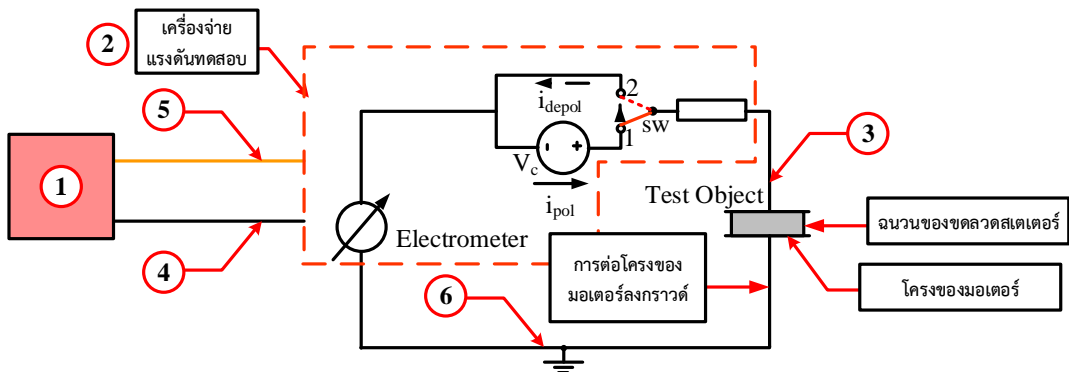 2
เครื่องจ่าย
แรงดันทดสอบ
5
1
4
i_depol
2
1
sw
- +
V_c
i_pol
3
Test Object
Electrometer
ฉนวนของขดลวดสเตเตอร์
การต่อโครงของ
มอเตอร์ลงกราวด์
โครงของมอเตอร์
6